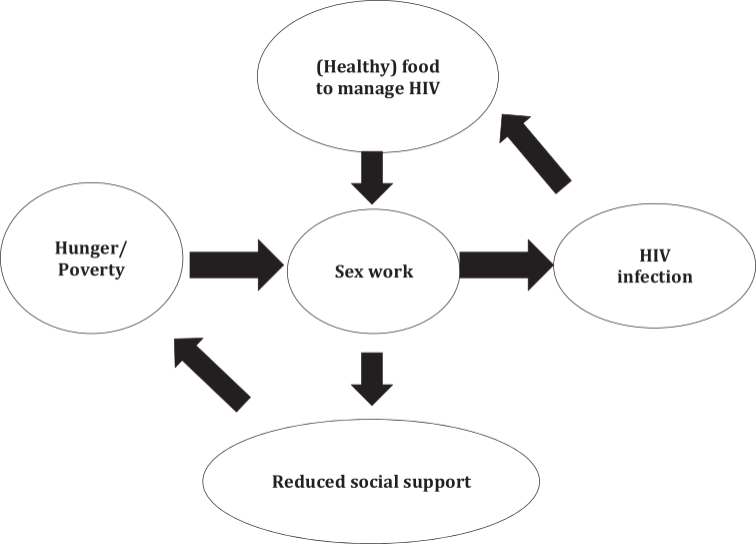 (Healthy) food
to manage HIV
Hunger/
Poverty
Sex work
HIV
infection
Reduced social support